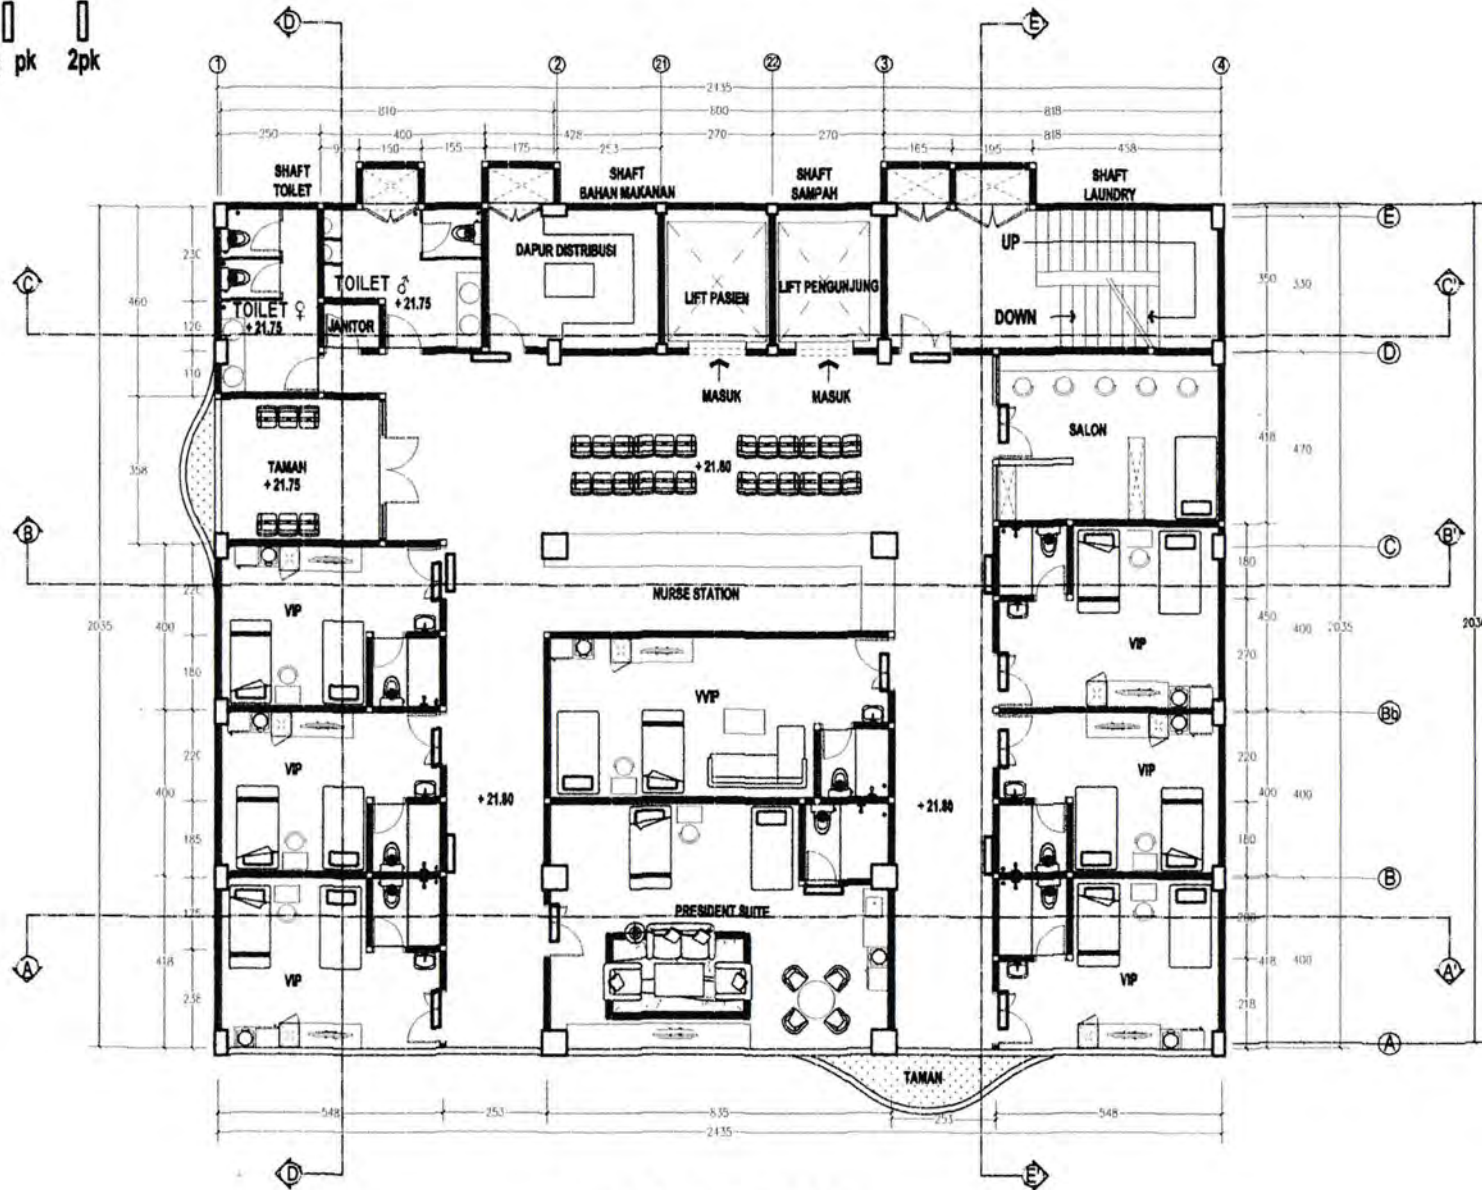 pk 2pk
D E'
1 2 21 22 3 4
2435
810 800 818
250 400 428 270 270 818
150 155 175 253 165 195 458
SHAFT
TOILET
SHAFT
BAHAN MAKANAN
SHAFT
SAMPAH
SHAFT
LAUNDRY
E
230
460
120
110
C
TOILET ♀
+ 21.75
TOILET ♂
+ 21.75
JANITOR
DAPUR DISTRIBUSI
LIFT PASIEN
LIFT PENGUNJUNG
UP
DOWN
350 330
C'
D
MASUK MASUK
SALON
418 470
358
TAMAN
+ 21.75
+ 21.80
B
B'
C
NURSE STATION
VIP
220
400
180
2035
180
450 400
270
2035
VIP
VVIP
Bb
VIP
220
400
185
+ 21.80
+ 21.80
VIP
220
400 400
180
B
PRESIDENT SUITE
175
418
238
VIP
VIP
418 400
218
A
A'
A
TAMAN
548 253 835 253 548
2435
D E'